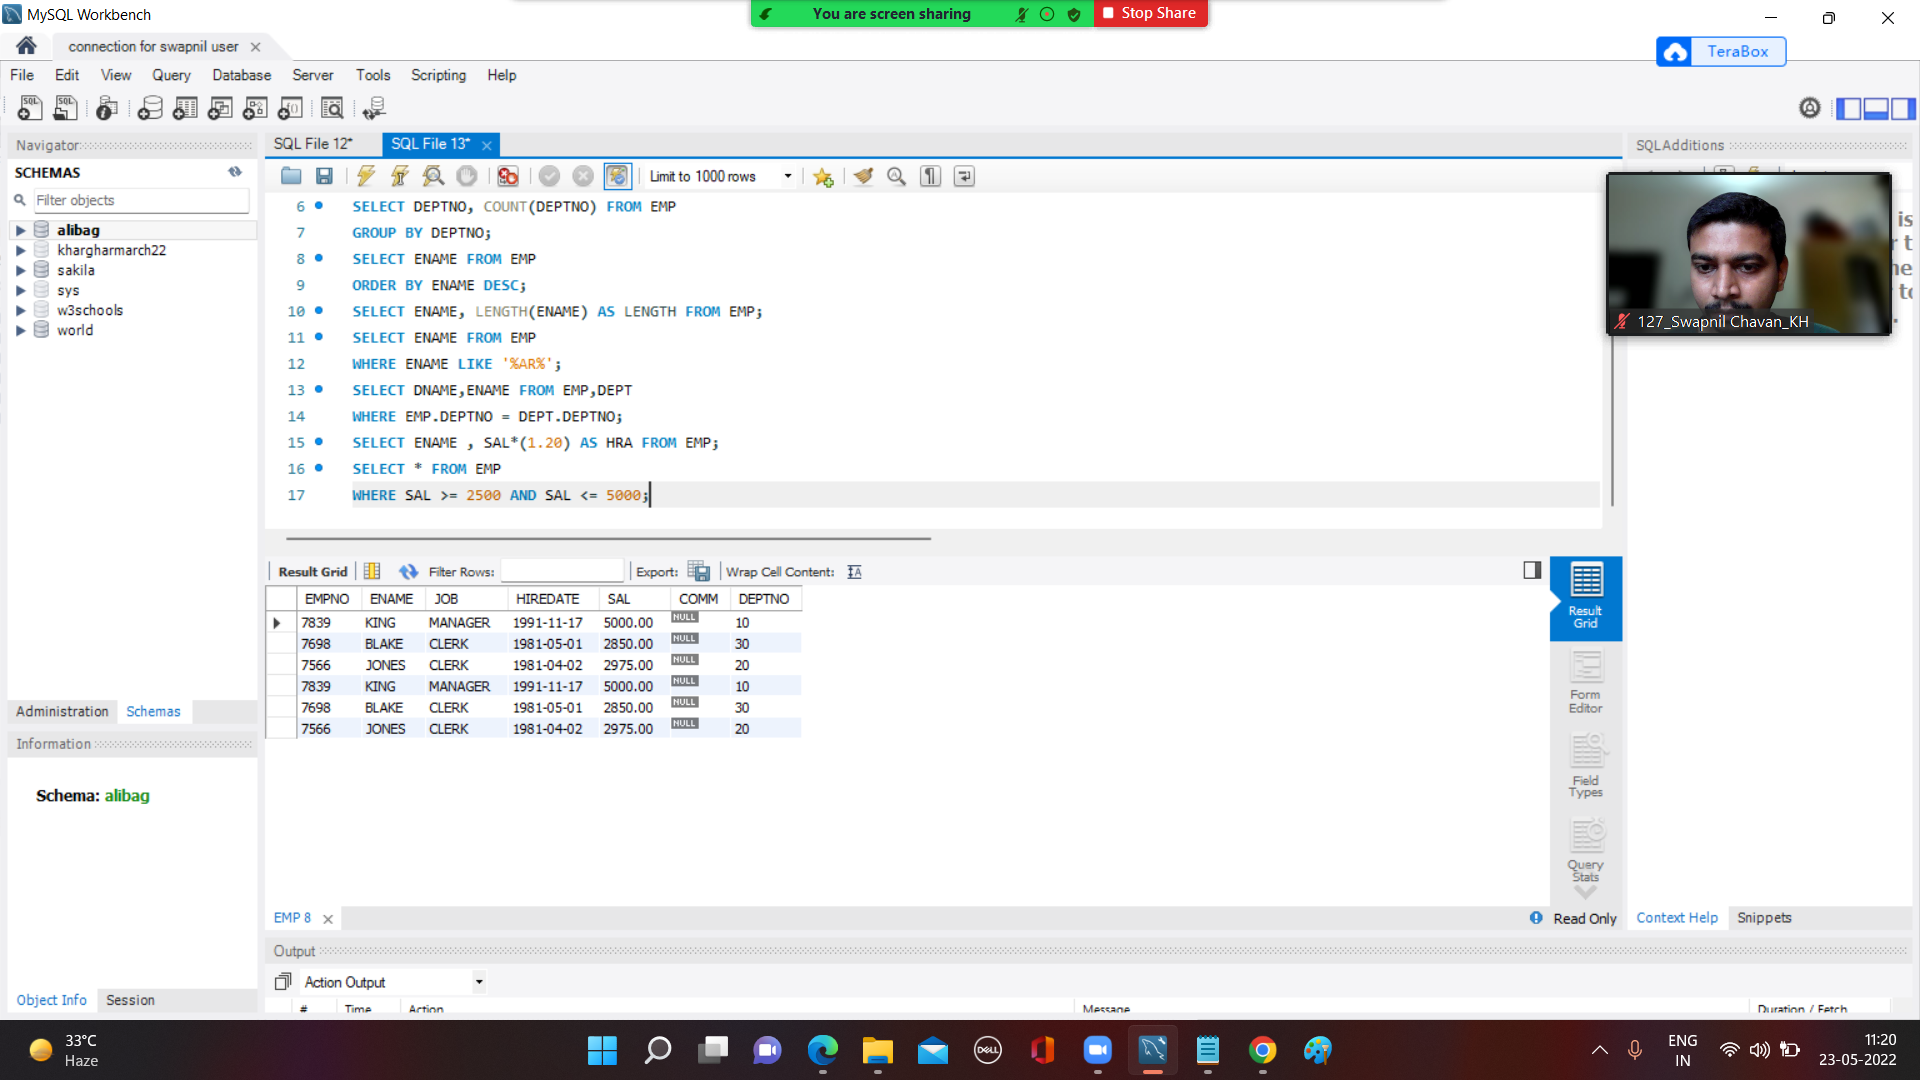 MySQL Workbench
You are screen sharing
Stop Share
connection for swapnil user
TeraBox
File Edit View Query Database Server Tools Scripting Help
Navigator
SCHEMAS
Filter objects
alibag
khargharmarch22
sakila
sys
w3schools
world
Administration Schemas
Information
Schema: alibag
Object Info Session
SQL File 12* SQL File 13*
Limit to 1000 rows
6 SELECT DEPTNO, COUNT(DEPTNO) FROM EMP
7 GROUP BY DEPTNO;
8 SELECT ENAME FROM EMP
9 ORDER BY ENAME DESC;
10 SELECT ENAME, LENGTH(ENAME) AS LENGTH FROM EMP;
11 SELECT ENAME FROM EMP
12 WHERE ENAME LIKE '%AR%';
13 SELECT DNAME,ENAME FROM EMP,DEPT
14 WHERE EMP.DEPTNO = DEPT.DEPTNO;
15 SELECT ENAME , SAL*(1.20) AS HRA FROM EMP;
16 SELECT * FROM EMP
17 WHERE SAL >= 2500 AND SAL <= 5000;
Result Grid Filter Rows: Export: Wrap Cell Content:
EMPNO ENAME JOB HIREDATE SAL COMM DEPTNO
7839 KING MANAGER 1991-11-17 5000.00 NULL 10
7698 BLAKE CLERK 1981-05-01 2850.00 NULL 30
7566 JONES CLERK 1981-04-02 2975.00 NULL 20
7839 KING MANAGER 1991-11-17 5000.00 NULL 10
7698 BLAKE CLERK 1981-05-01 2850.00 NULL 30
7566 JONES CLERK 1981-04-02 2975.00 NULL 20
Result
Grid
Form
Editor
Field
Types
Query
Stats
EMP 8
Read Only
Output
Action Output
# Time Action Message Duration / Fetch
SQLAdditions
is
127_Swapnil Chavan_KH
Context Help Snippets
33°C
Haze
DELL
ENG
IN
11:20
23-05-2022